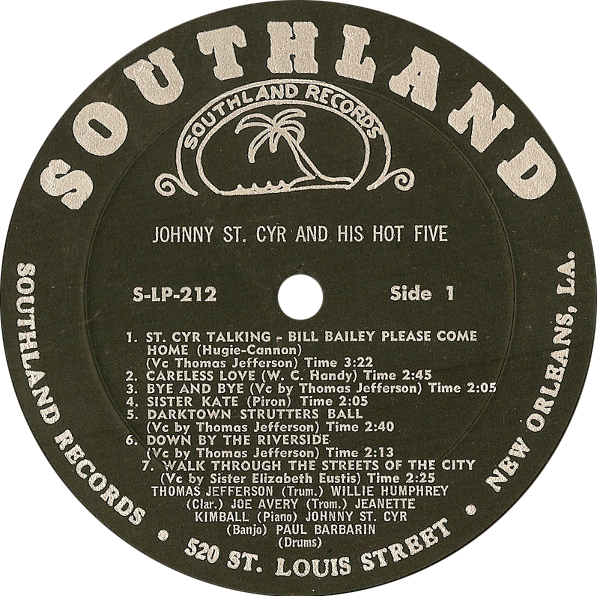 SOUTHLAND
SOUTHLAND RECORDS
JOHNNY ST. CYR AND HIS HOT FIVE
S-LP-212 Side 1
1. ST. CYR TALKING - BILL BAILEY PLEASE COME
HOME (Hugie-Cannon)
(Vc Thomas Jefferson) Time 3:22
2. CARELESS LOVE (W. C. Handy) Time 2:45
3. BYE AND BYE (Vc by Thomas Jefferson) Time 2:05
4. SISTER KATE (Piron) Time 2:05
5. DARKTOWN STRUTTERS BALL
(Vc by Thomas Jefferson) Time 2:40
6. DOWN BY THE RIVERSIDE
(Vc by Thomas Jefferson) Time 2:13
7. WALK THROUGH THE STREETS OF THE CITY
(Vc by Sister Elizabeth Eustis) Time 2:25
THOMAS JEFFERSON (Trum.) WILLIE HUMPHREY
(Clar.) JOE AVERY (Trom.) JEANETTE
KIMBALL (Piano) JOHNNY ST. CYR
(Banjo) PAUL BARBARIN
(Drums)
SOUTHLAND RECORDS • 520 ST. LOUIS STREET • NEW ORLEANS, LA.